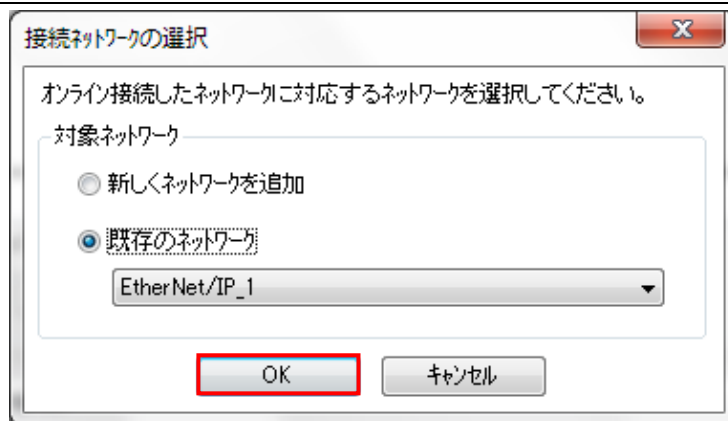 接続ネットワークの選択
オンライン接続したネットワークに対応するネットワークを選択してください。
対象ネットワーク
新しくネットワークを追加
既存のネットワーク
EtherNet/IP_1
OK キャンセル